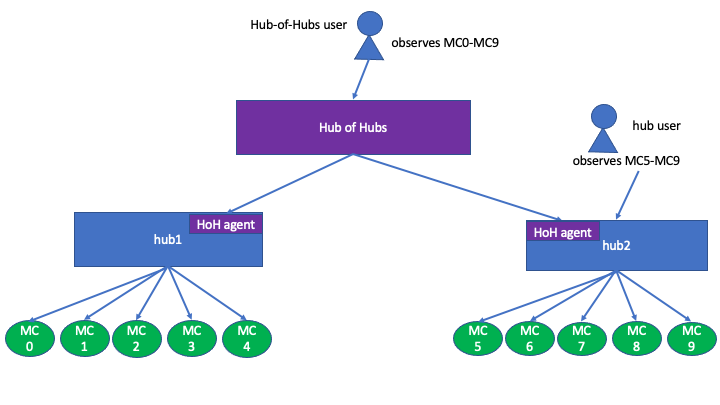 Hub-of-Hubs user
observes MC0-MC9
Hub of Hubs
hub user
observes MC5-MC9
HoH agent
hub1
HoH agent
hub2
MC
0
MC
1
MC
2
MC
3
MC
4
MC
5
MC
6
MC
7
MC
8
MC
9